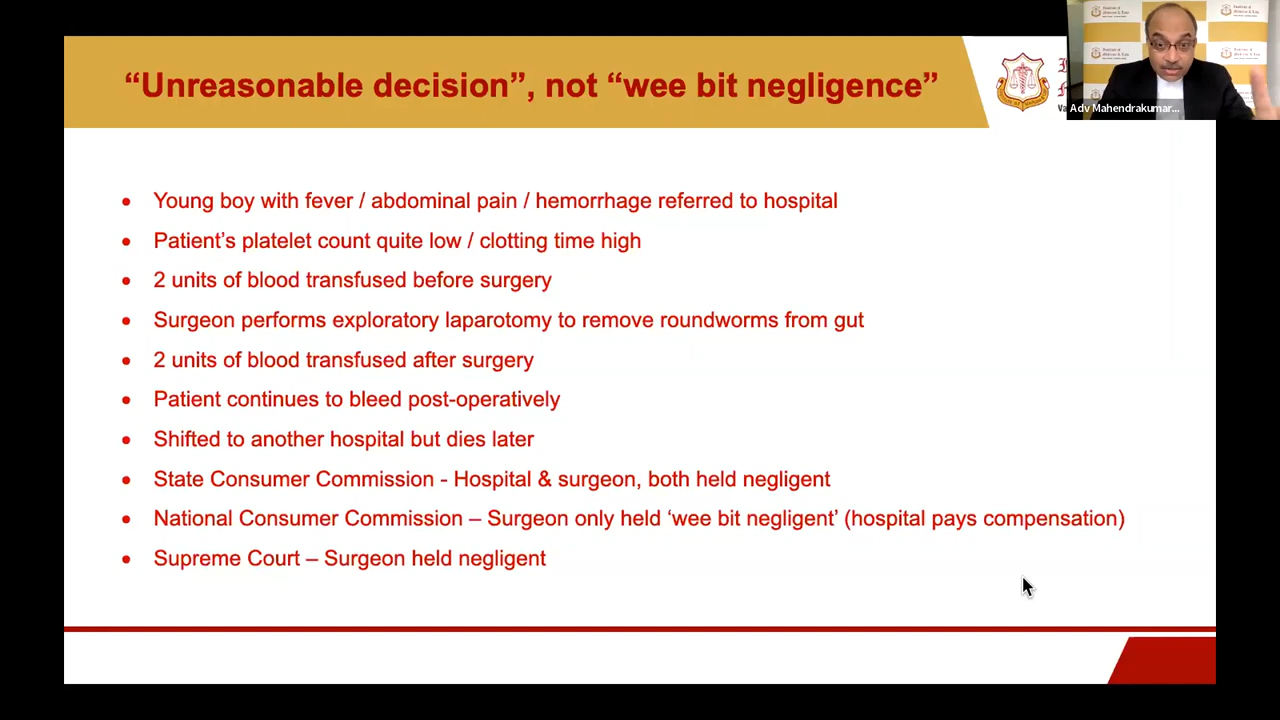 “Unreasonable decision”, not “wee bit negligence”
Adv Mahendrakumar...
• Young boy with fever / abdominal pain / hemorrhage referred to hospital
• Patient’s platelet count quite low / clotting time high
• 2 units of blood transfused before surgery
• Surgeon performs exploratory laparotomy to remove roundworms from gut
• 2 units of blood transfused after surgery
• Patient continues to bleed post-operatively
• Shifted to another hospital but dies later
• State Consumer Commission - Hospital & surgeon, both held negligent
• National Consumer Commission – Surgeon only held ‘wee bit negligent’ (hospital pays compensation)
• Supreme Court – Surgeon held negligent